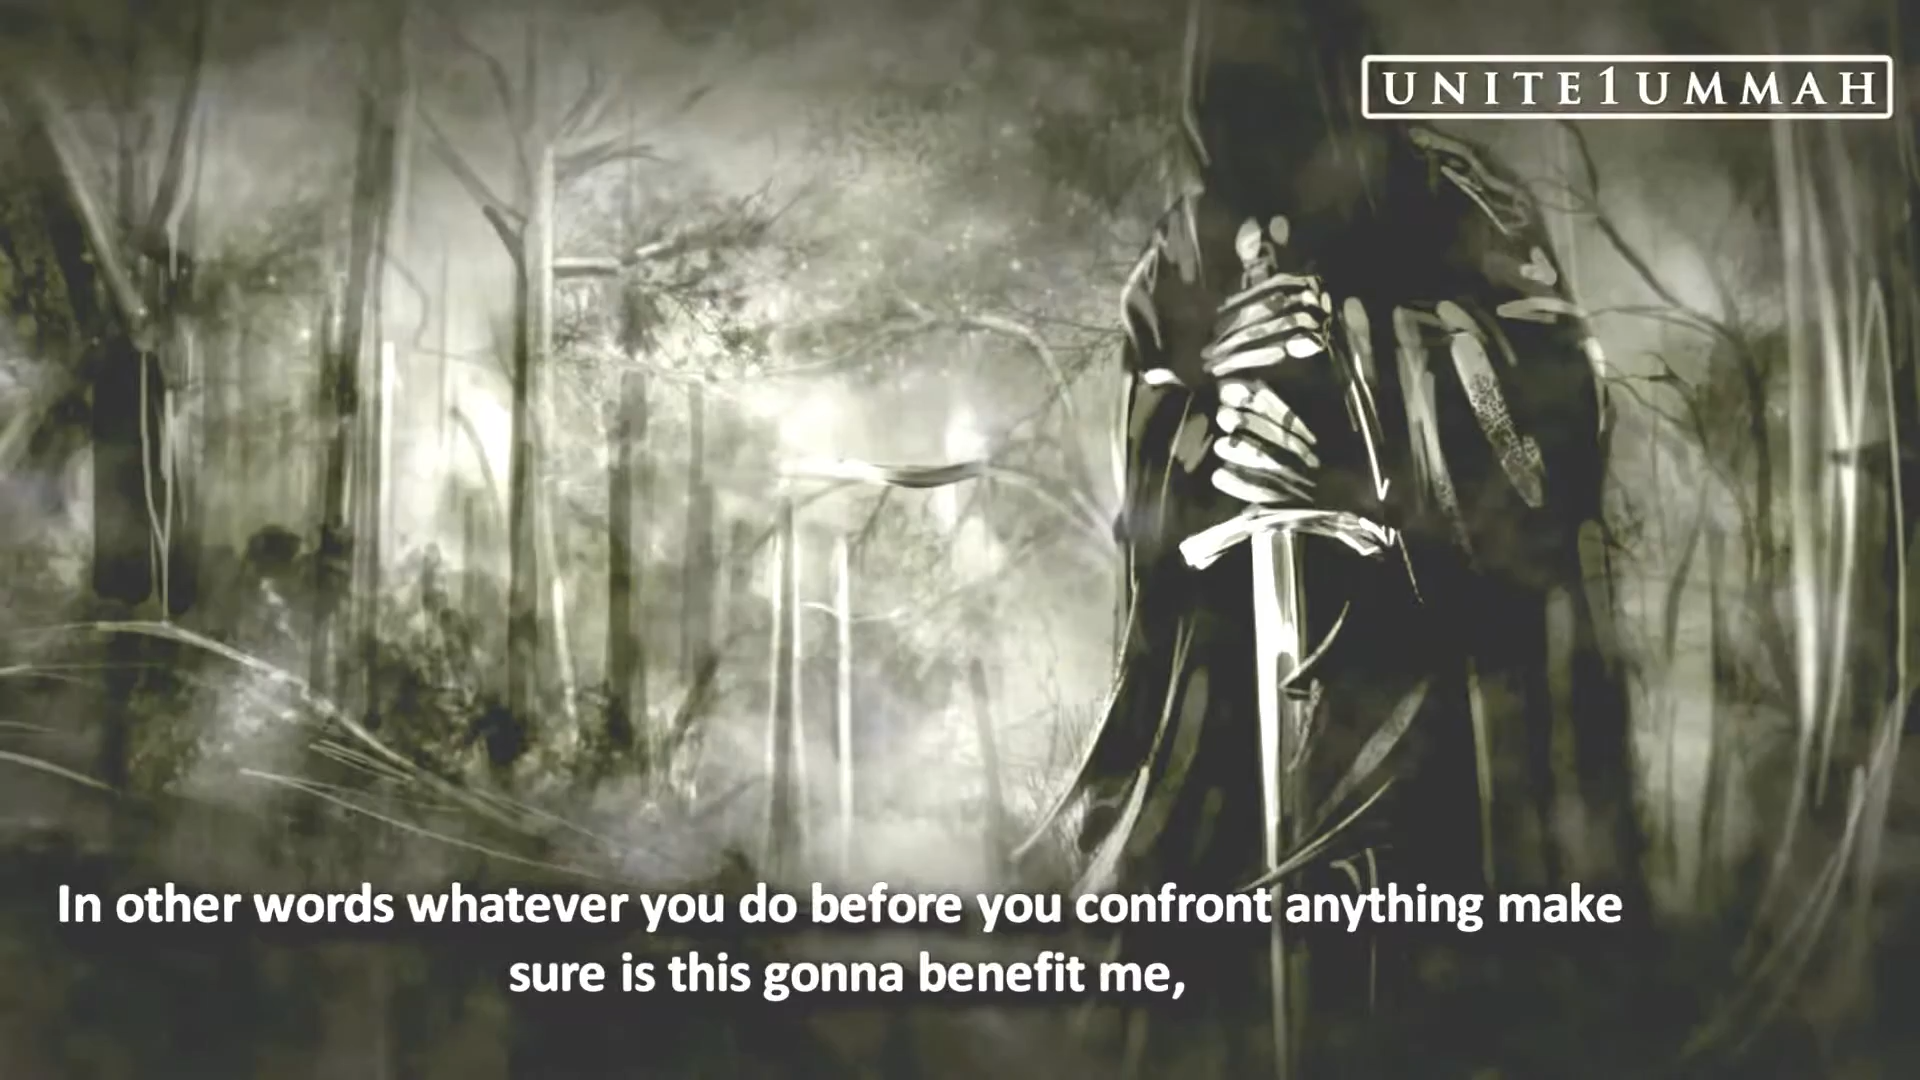 UNITE1UMMAH
In other words whatever you do before you confront anything make
sure is this gonna benefit me,